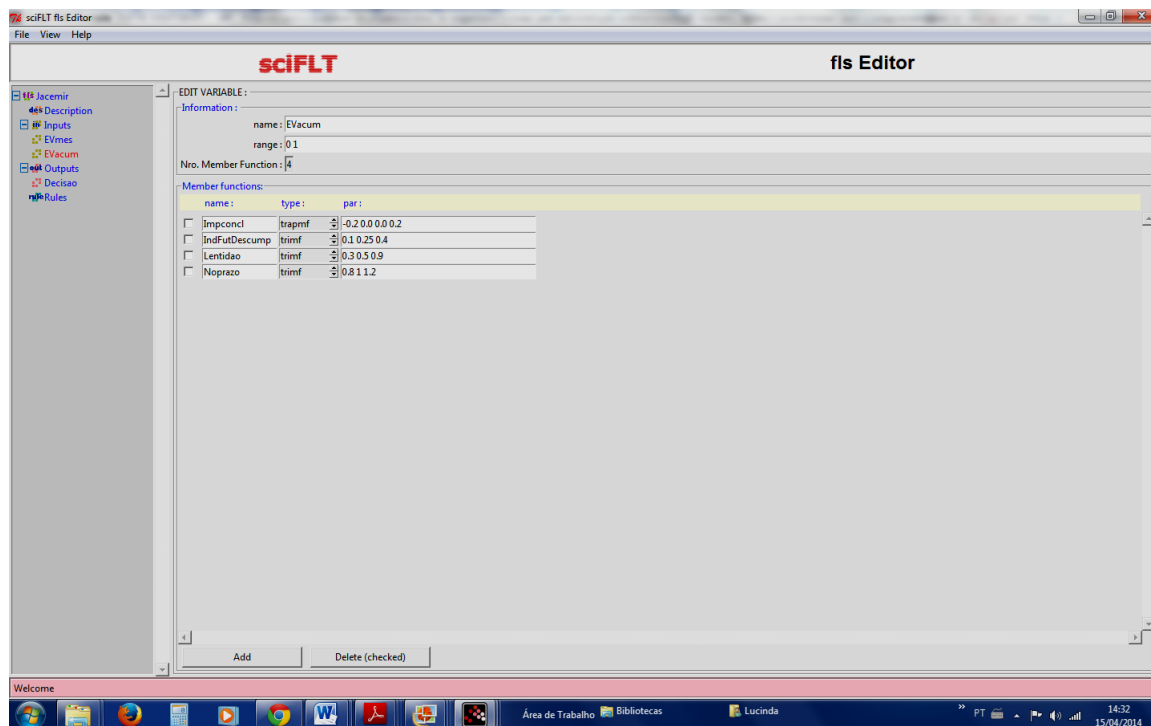 sciFLT fls Editor
File View Help
sciFLT fls Editor
Jacemir
des Description
Inputs
EVmes
EVacum
out Outputs
Decisao
rule Rules
EDIT VARIABLE :
Information :
name : EVacum
range : 0 1
Nro. Member Function : 4
Member functions:
name : type : par :
Impconcl trapmf -0.2 0.0 0.0 0.2
IndFutDescump trimf 0.1 0.25 0.4
Lentidao trimf 0.3 0.5 0.9
Noprazo trimf 0.8 1 1.2
Add Delete (checked)
Welcome
Área de Trabalho Bibliotecas Lucinda » PT 14:32
15/04/2014